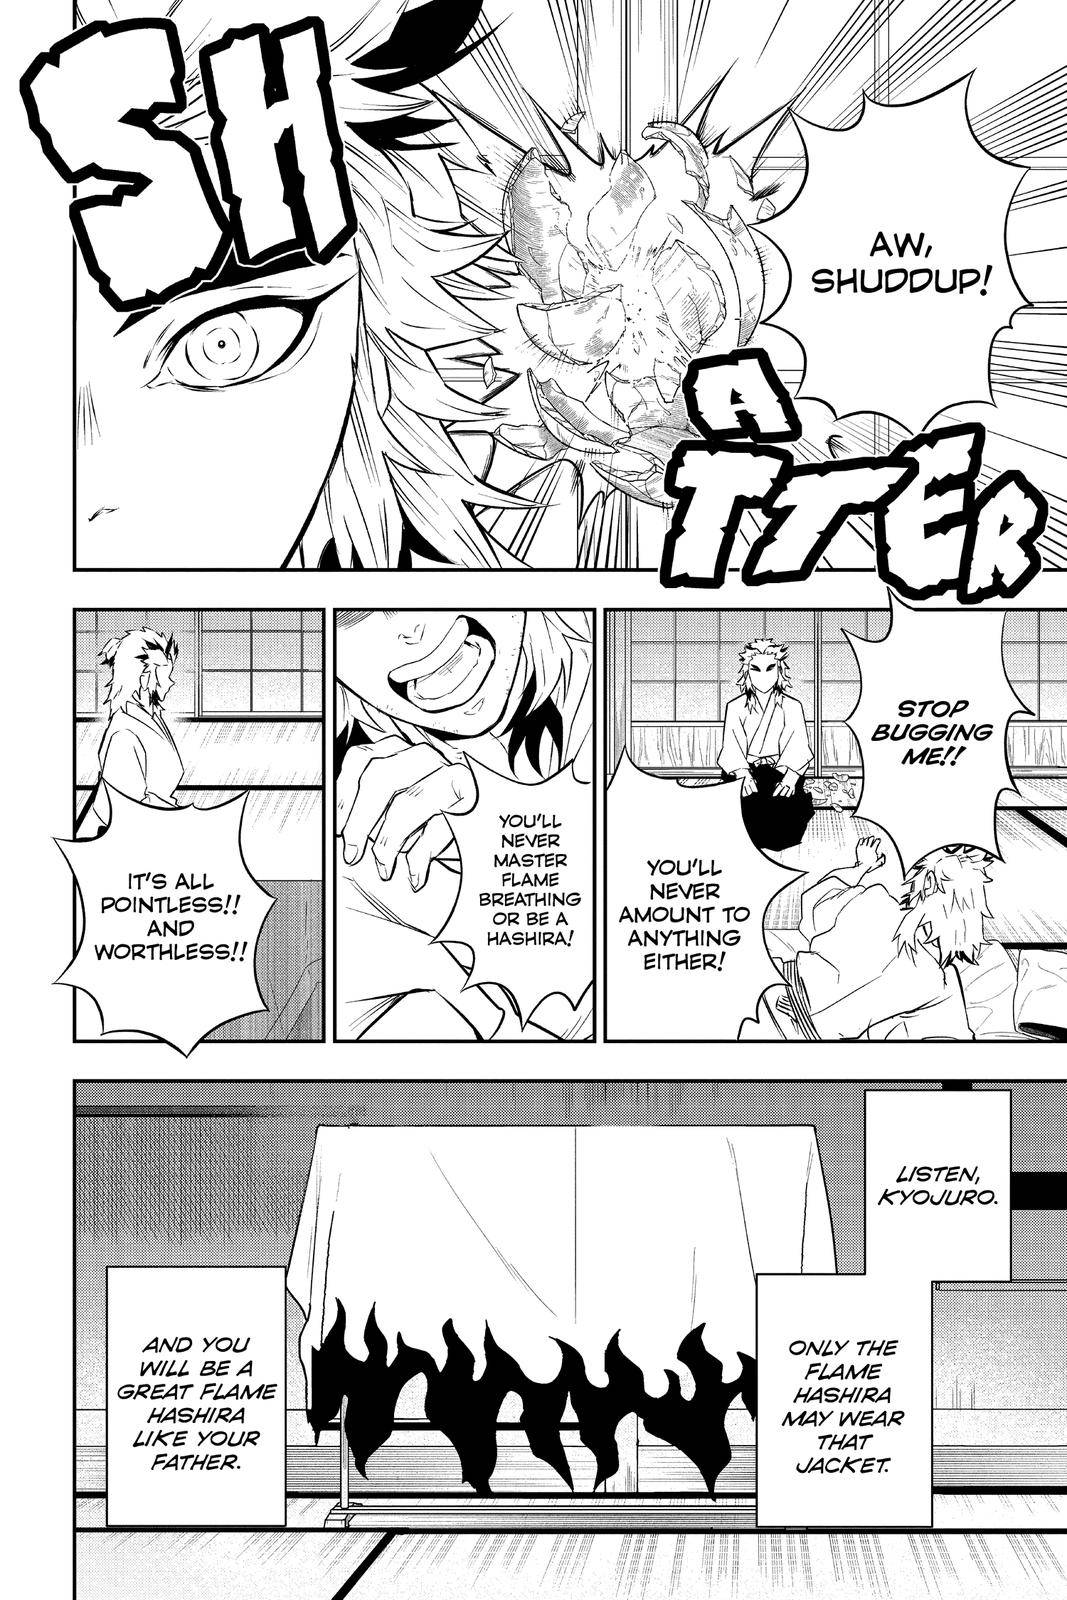 SH
A
TTER
AW,
SHUDDUP!
STOP
BUGGING
ME!!
YOU'LL
NEVER
AMOUNT TO
ANYTHING
EITHER!
YOU'LL
NEVER
MASTER
FLAME
BREATHING
OR BE A
HASHIRA!
IT'S ALL
POINTLESS!!
AND
WORTHLESS!!
LISTEN,
KYOJURO.
ONLY THE
FLAME
HASHIRA
MAY WEAR
THAT
JACKET.
AND YOU
WILL BE A
GREAT FLAME
HASHIRA
LIKE YOUR
FATHER.